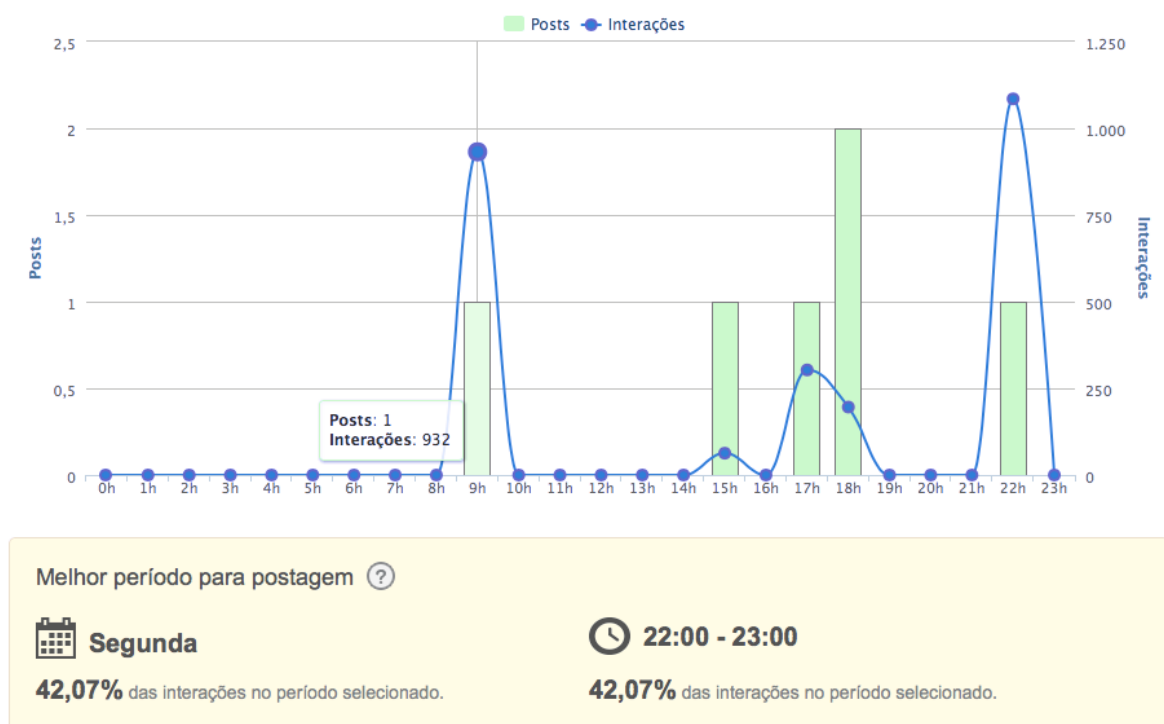 Posts Interações
2,5
2
1,5
1
0,5
0
Posts
1.250
1.000
750
500
250
0
Interações
Posts: 1
Interações: 932
0h 1h 2h 3h 4h 5h 6h 7h 8h 9h 10h 11h 12h 13h 14h 15h 16h 17h 18h 19h 20h 21h 22h 23h
Melhor período para postagem ?
Segunda
42,07% das interações no período selecionado.
22:00 - 23:00
42,07% das interações no período selecionado.